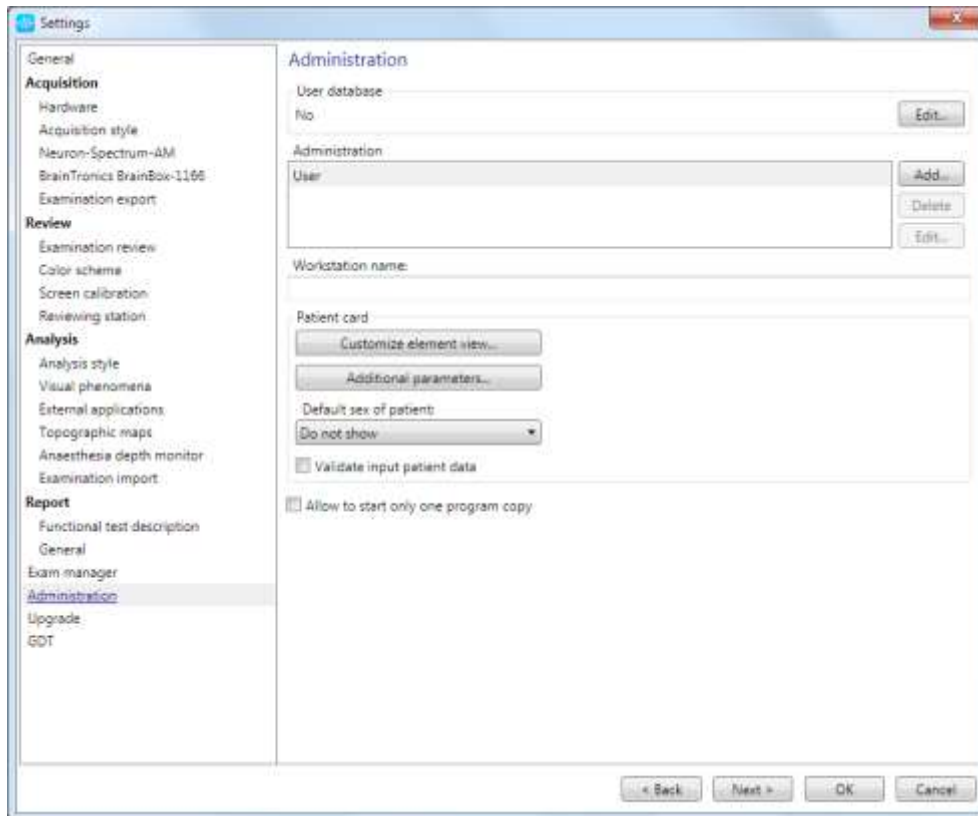 Settings
General
Acquisition
Hardware
Acquisition style
Neuron-Spectrum-AM
BrainTronics BrainBox-1166
Examination export
Review
Examination review
Color scheme
Screen calibration
Reviewing station
Analysis
Analysis style
Visual phenomena
External applications
Topographic maps
Anaesthesia depth monitor
Examination import
Report
Functional test description
General
Exam manager
Administration
Upgrade
GDT
Administration
User database
No
Edit...
Administration
User
Add...
Delete
Edit...
Workstation name:
Patient card
Customize element view...
Additional parameters...
Default sex of patient:
Do not show
Validate input patient data
Allow to start only one program copy
< Back
Next >
OK
Cancel